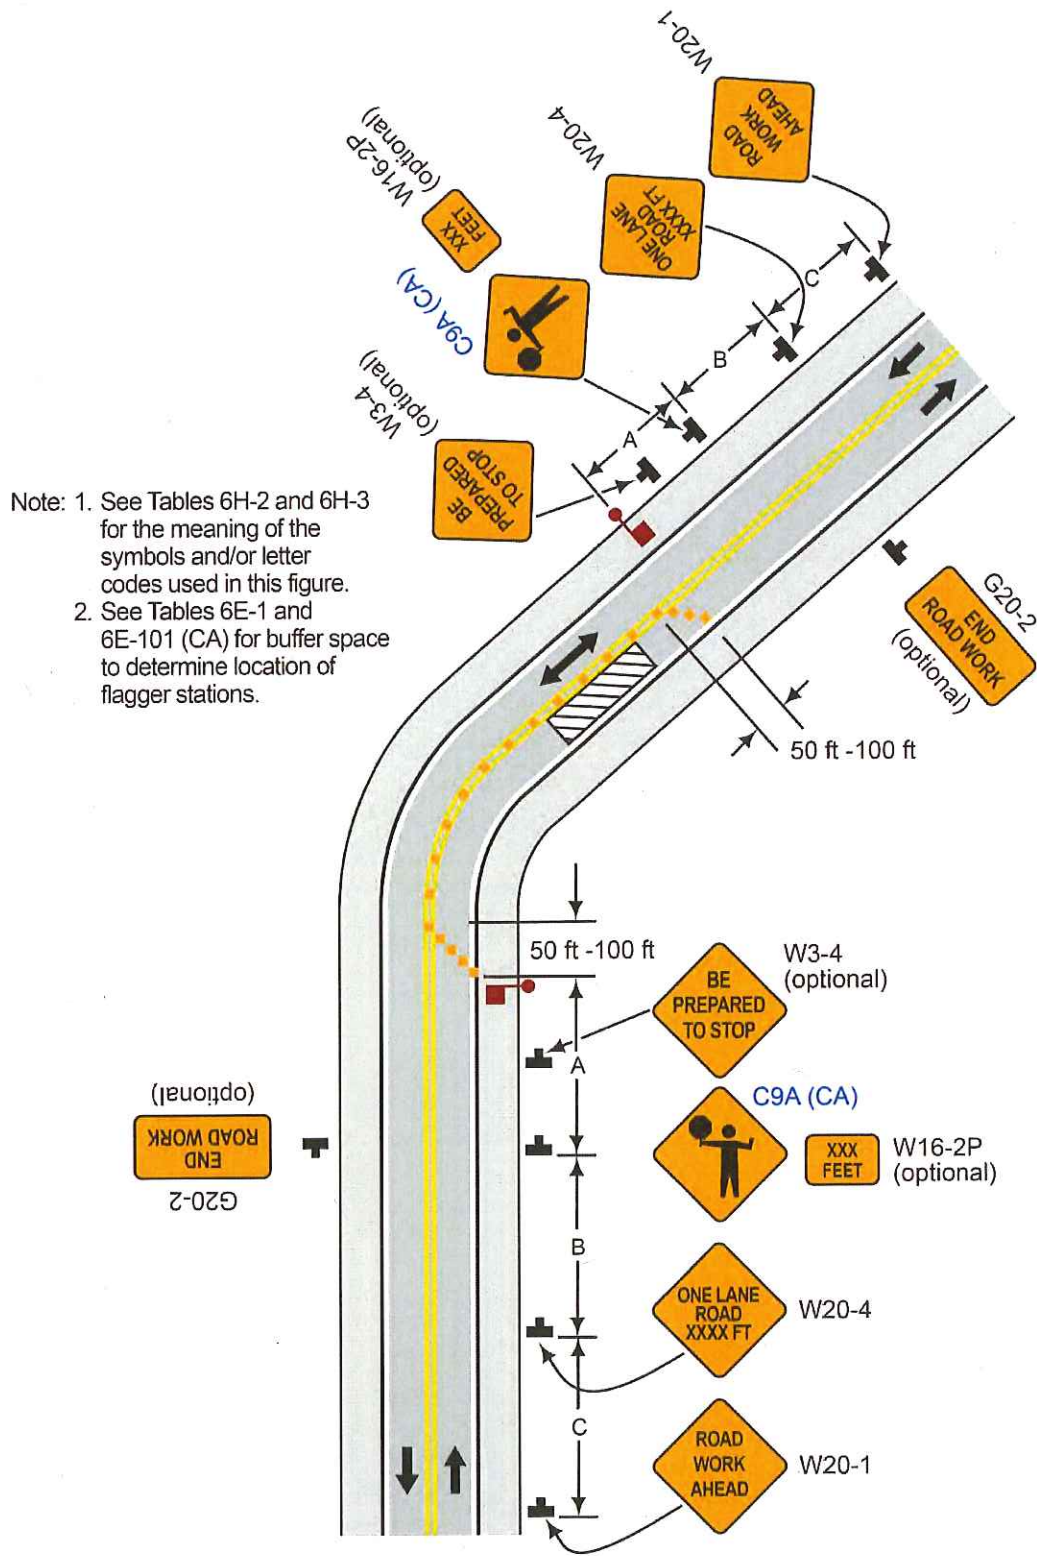 W20-1
ROAD
WORK
AHEAD
W20-4
ONE LANE
ROAD
XXXX FT
W16-2P
(optional)
XXX
FEET
C9A (CA)
W3-4
(optional)
BE
PREPARED
TO STOP
C
B
A
Note: 1. See Tables 6H-2 and 6H-3
for the meaning of the
symbols and/or letter
codes used in this figure.
2. See Tables 6E-1 and
6E-101 (CA) for buffer space
to determine location of
flagger stations.
G20-2
END
ROAD WORK
(optional)
50 ft -100 ft
50 ft -100 ft
BE
PREPARED
TO STOP
W3-4
(optional)
A
C9A (CA)
XXX
FEET
W16-2P
(optional)
G20-2
END
ROAD WORK
(optional)
B
ONE LANE
ROAD
XXXX FT
W20-4
C
ROAD
WORK
AHEAD
W20-1